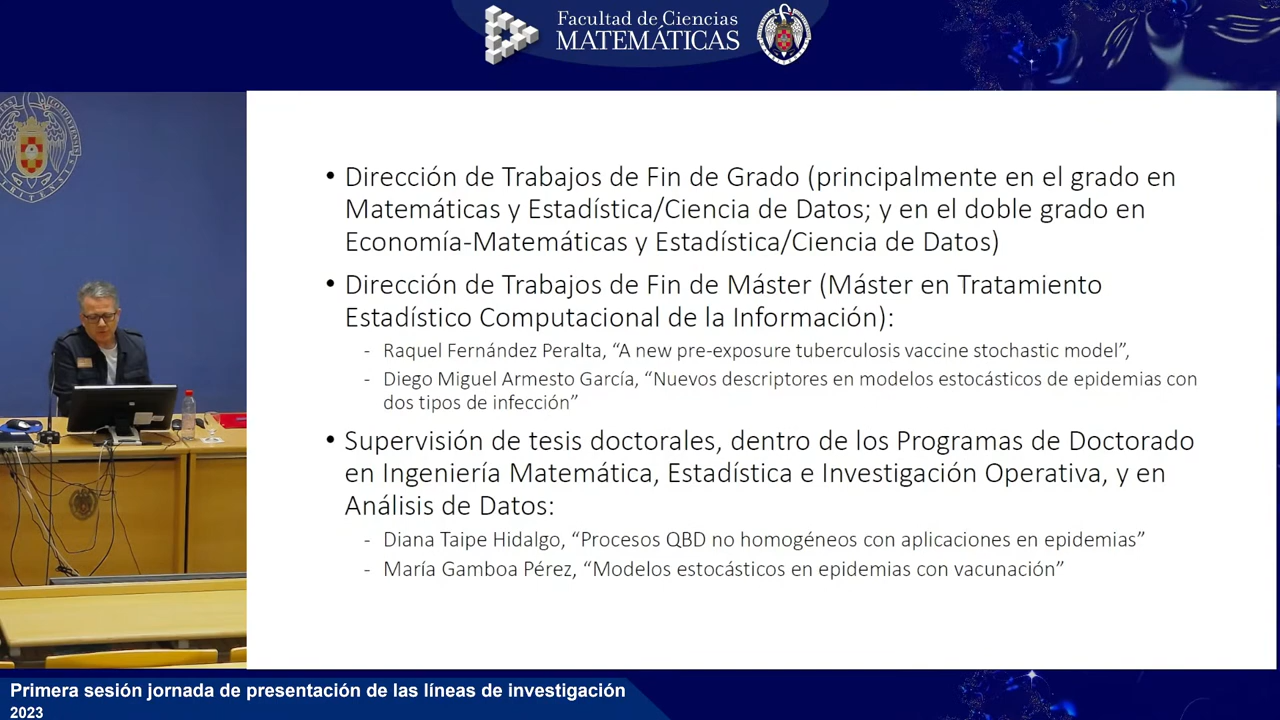 Facultad de Ciencias
MATEMÁTICAS
• Dirección de Trabajos de Fin de Grado (principalmente en el grado en
Matemáticas y Estadística/Ciencia de Datos; y en el doble grado en
Economía-Matemáticas y Estadística/Ciencia de Datos)
• Dirección de Trabajos de Fin de Máster (Máster en Tratamiento
Estadístico Computacional de la Información):
- Raquel Fernández Peralta, “A new pre-exposure tuberculosis vaccine stochastic model”,
- Diego Miguel Armesto García, “Nuevos descriptores en modelos estocásticos de epidemias con
dos tipos de infección”
• Supervisión de tesis doctorales, dentro de los Programas de Doctorado
en Ingeniería Matemática, Estadística e Investigación Operativa, y en
Análisis de Datos:
- Diana Taipe Hidalgo, “Procesos QBD no homogéneos con aplicaciones en epidemias”
- María Gamboa Pérez, “Modelos estocásticos en epidemias con vacunación”
Primera sesión jornada de presentación de las líneas de investigación
2023